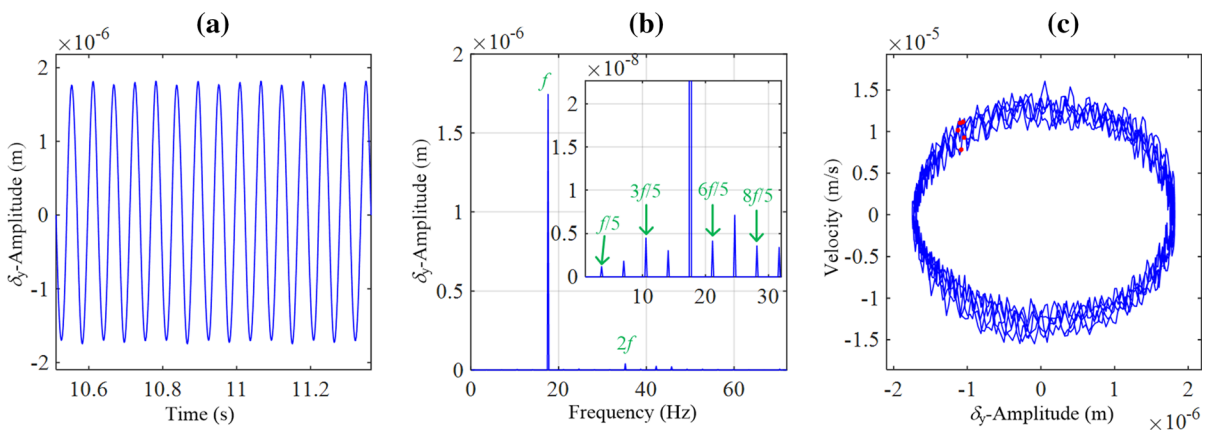 (a)
×10⁻⁶
2
1
0
-1
-2
δy-Amplitude (m)
10.6 10.8 11 11.2
Time (s)
(b)
×10⁻⁶
2
1.5
1
0.5
0
δy-Amplitude (m)
f
2f
×10⁻⁸
2
1.5
1
0.5
0
f/5
3f/5
6f/5
8f/5
10 20 30
0 20 40 60
Frequency (Hz)
(c)
×10⁻⁵
1.5
1
0.5
0
-0.5
-1
-1.5
Velocity (m/s)
-2 -1 0 1 2
δy-Amplitude (m)
×10⁻⁶